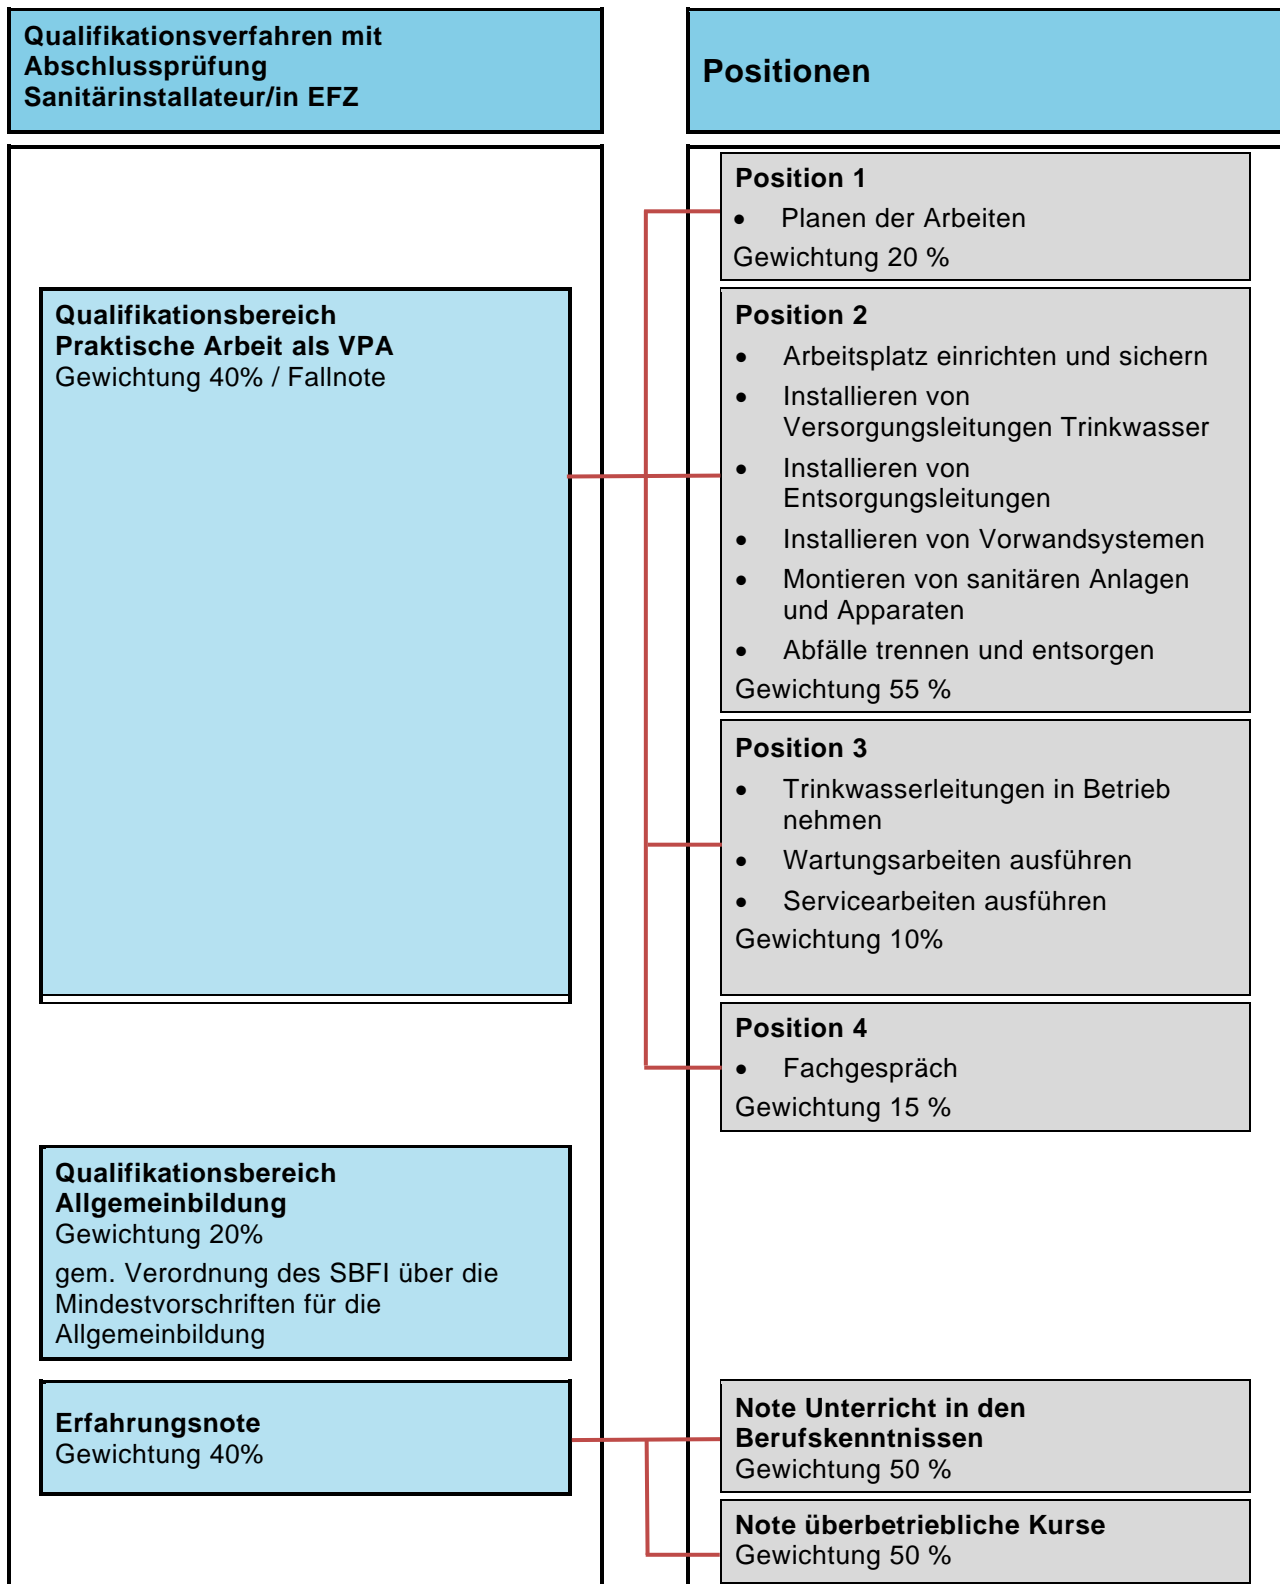 Qualifikationsverfahren mit
Abschlussprüfung
Sanitärinstallateur/in EFZ
Positionen
Position 1
• Planen der Arbeiten
Gewichtung 20 %
Qualifikationsbereich
Praktische Arbeit als VPA
Gewichtung 40% / Fallnote
Position 2
• Arbeitsplatz einrichten und sichern
• Installieren von
Versorgungsleitungen Trinkwasser
• Installieren von
Entsorgungsleitungen
• Installieren von Vorwandsystemen
• Montieren von sanitären Anlagen
und Apparaten
• Abfälle trennen und entsorgen
Gewichtung 55 %
Position 3
• Trinkwasserleitungen in Betrieb
nehmen
• Wartungsarbeiten ausführen
• Servicearbeiten ausführen
Gewichtung 10%
Position 4
• Fachgespräch
Gewichtung 15 %
Qualifikationsbereich
Allgemeinbildung
Gewichtung 20%
gem. Verordnung des SBFI über die
Mindestvorschriften für die
Allgemeinbildung
Erfahrungsnote
Gewichtung 40%
Note Unterricht in den
Berufskenntnissen
Gewichtung 50 %
Note überbetriebliche Kurse
Gewichtung 50 %